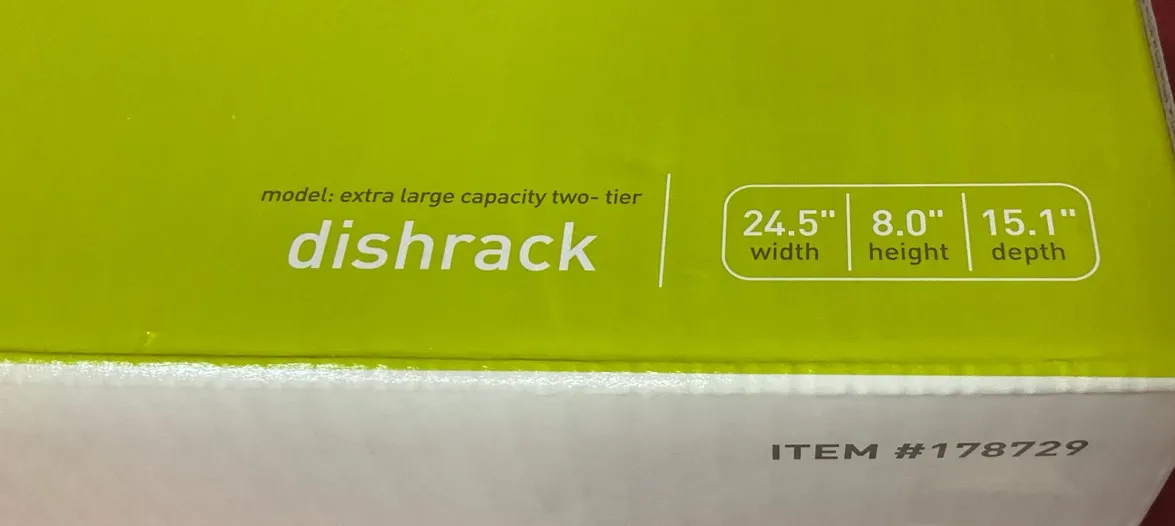 model: extra large capacity two- tier
dishrack
24.5" 8.0" 15.1"
width height depth
ITEM #178729